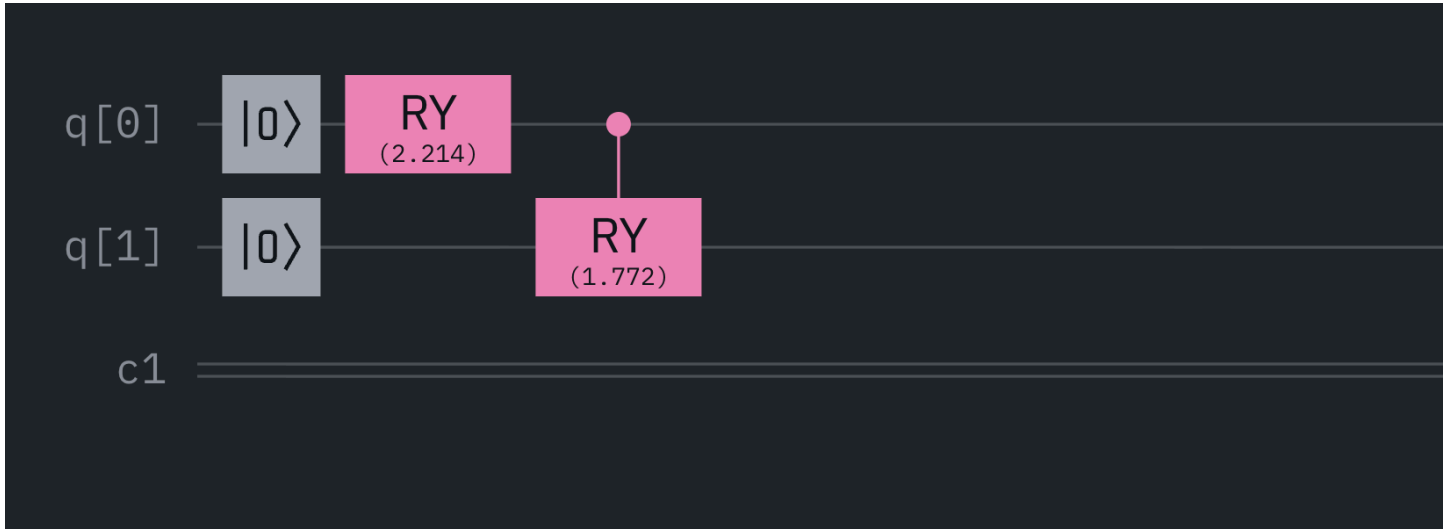 q[0] |0⟩ RY
(2.214)
q[1] |0⟩ RY
(1.772)
c1